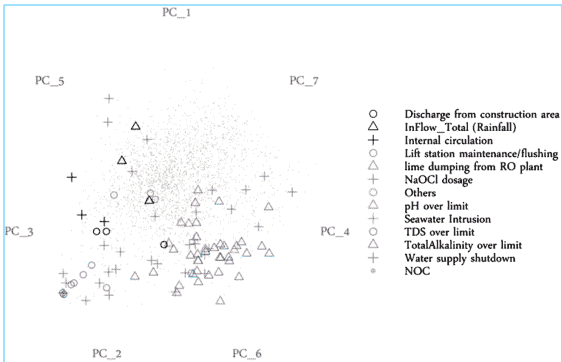 PC_1
PC_5
PC_7
PC_3
PC_4
PC_2
PC_6
Discharge from construction area
InFlow_Total (Rainfall)
Internal circulation
Lift station maintenance/flushing
lime dumping from RO plant
NaOCl dosage
Others
pH over limit
Seawater Intrusion
TDS over limit
TotalAlkalinity over limit
Water supply shutdown
NOC